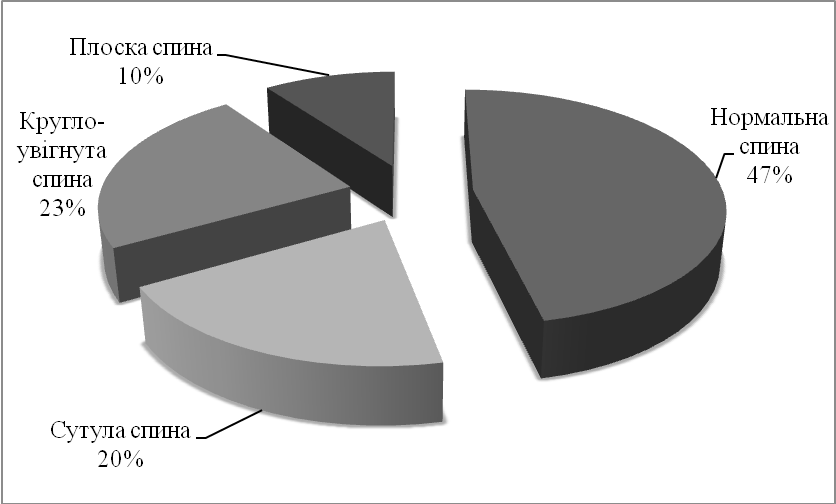 Плоска спина
10%
Кругло-
увігнута
спина
23%
Нормальна
спина
47%
Сутула спина
20%